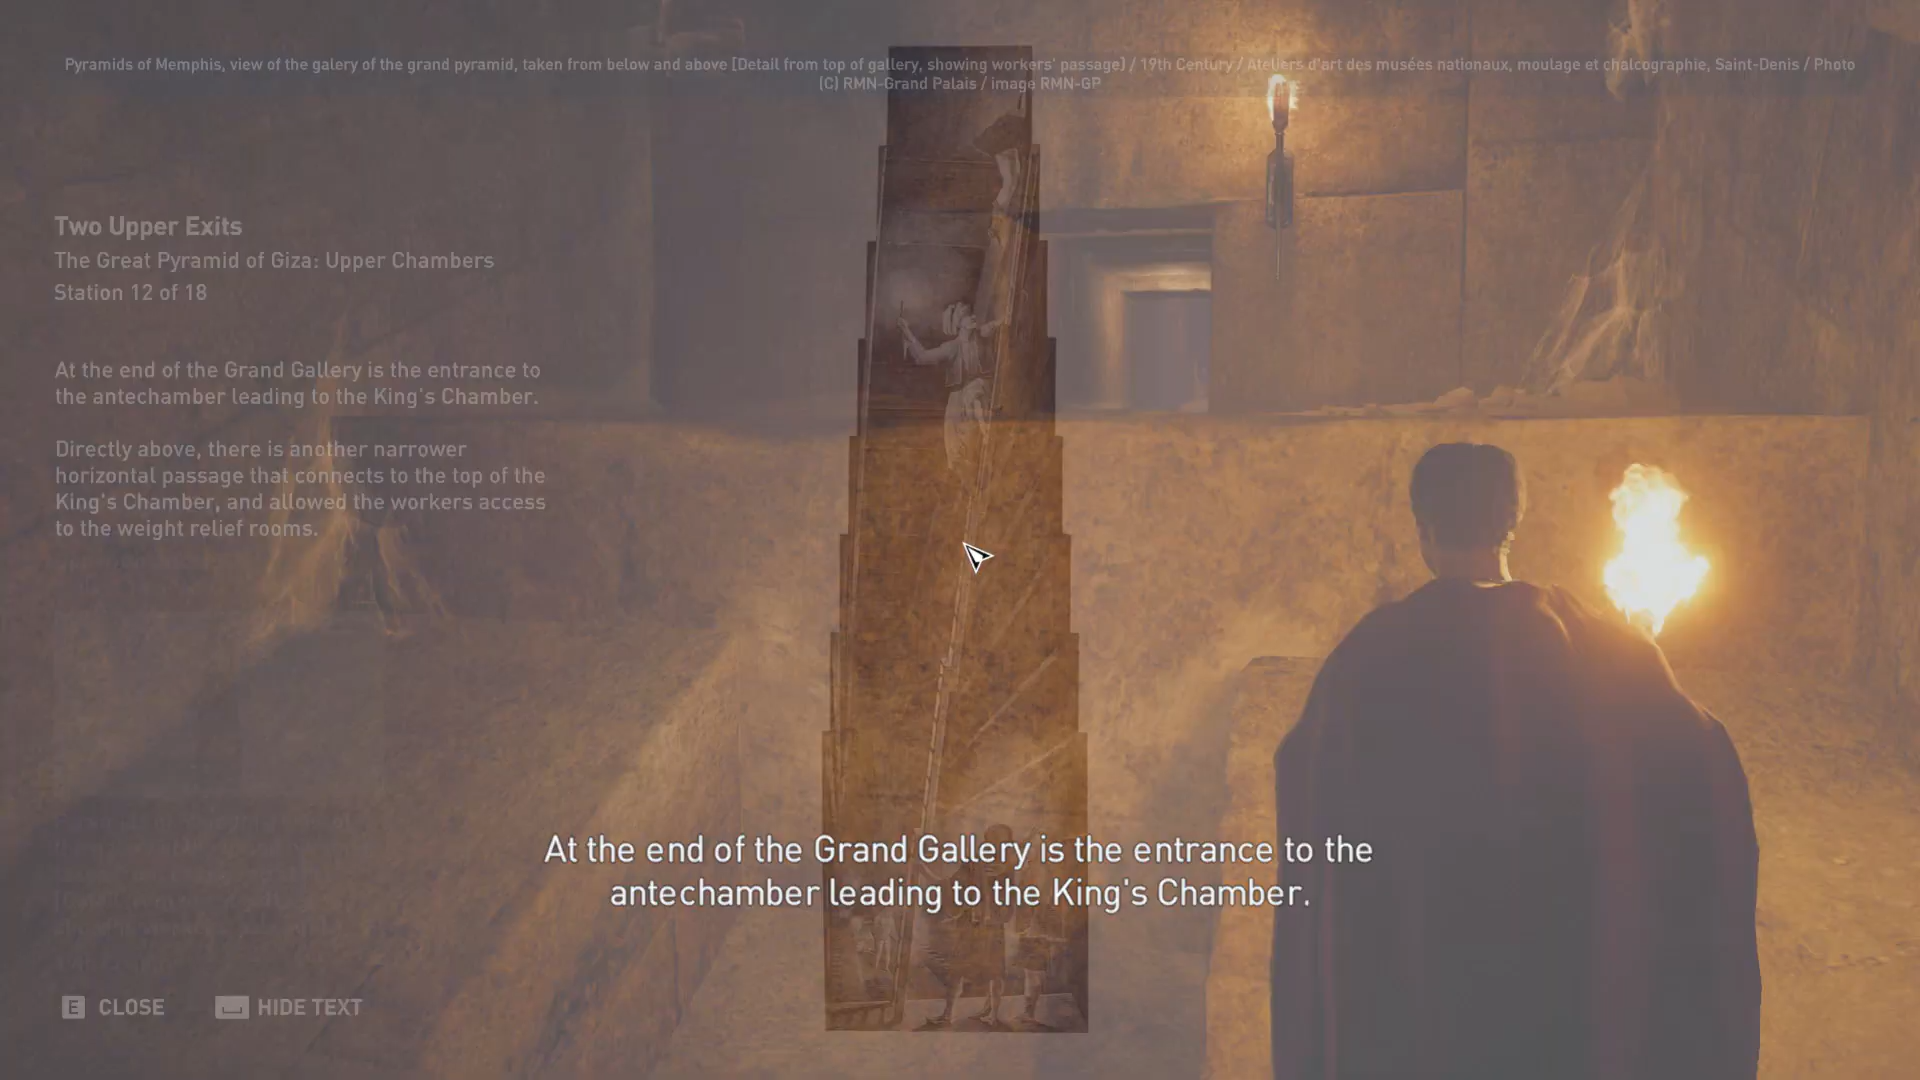 Pyramids of Memphis, view of the galery of the grand pyramid, taken from below and above [Detail from top of gallery, showing workers' passage] / 19th Century / Ateliers d'art des musées nationaux, moulage et chalcographie, Saint-Denis / Photo
(C) RMN-Grand Palais / image RMN-GP
Two Upper Exits
The Great Pyramid of Giza: Upper Chambers
Station 12 of 18
At the end of the Grand Gallery is the entrance to
the antechamber leading to the King's Chamber.
Directly above, there is another narrower
horizontal passage that connects to the top of the
King's Chamber, and allowed the workers access
to the weight relief rooms.
At the end of the Grand Gallery is the entrance to the
antechamber leading to the King's Chamber.
E CLOSE HIDE TEXT